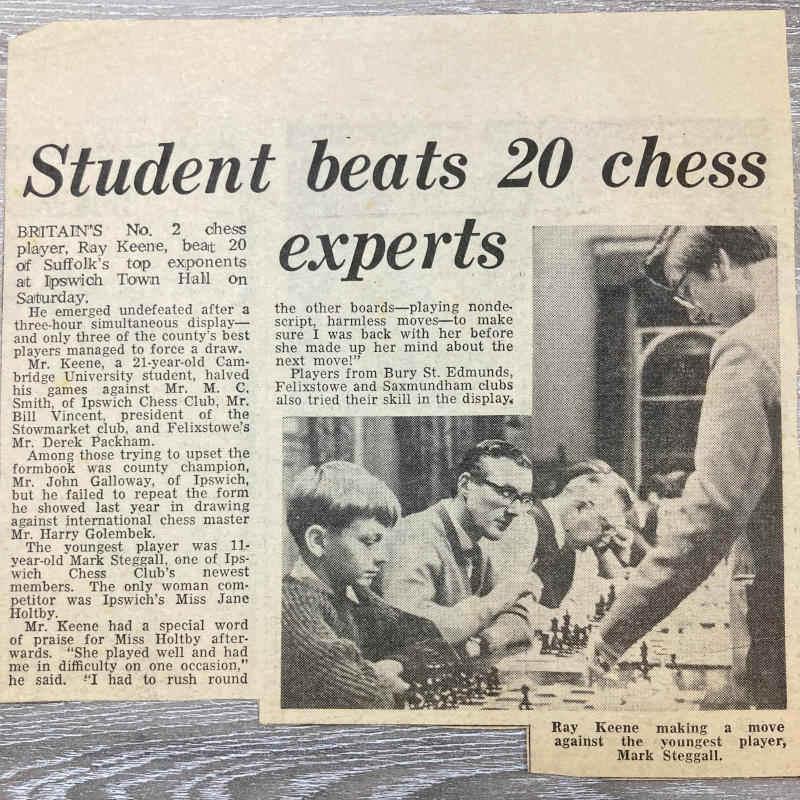 Student beats 20 chess
experts
BRITAIN'S No. 2 chess
player, Ray Keene, beat 20
of Suffolk's top exponents
at Ipswich Town Hall on
Saturday.
He emerged undefeated after a
three-hour simultaneous display—
and only three of the county's best
players managed to force a draw.
Mr. Keene, a 21-year-old Cam-
bridge University student, halved
his games against Mr. M. C.
Smith, of Ipswich Chess Club, Mr.
Bill Vincent, president of the
Stowmarket club, and Felixstowe's
Mr. Derek Packham.
Among those trying to upset the
formbook was county champion,
Mr. John Galloway, of Ipswich,
but he failed to repeat the form
he showed last year in drawing
against international chess master
Mr. Harry Golembek.
The youngest player was 11-
year-old Mark Steggall, one of Ips-
wich Chess Club's newest
members. The only woman com-
petitor was Ipswich's Miss Jane
Holtby.
Mr. Keene had a special word
of praise for Miss Holtby after-
wards. "She played well and had
me in difficulty on one occasion,"
he said. "I had to rush round
the other boards—playing nonde-
script, harmless moves—to make
sure I was back with her before
she made up her mind about the
next move!"
Players from Bury St. Edmunds,
Felixstowe and Saxmundham clubs
also tried their skill in the display.
Ray Keene making a move
against the youngest player,
Mark Steggall.